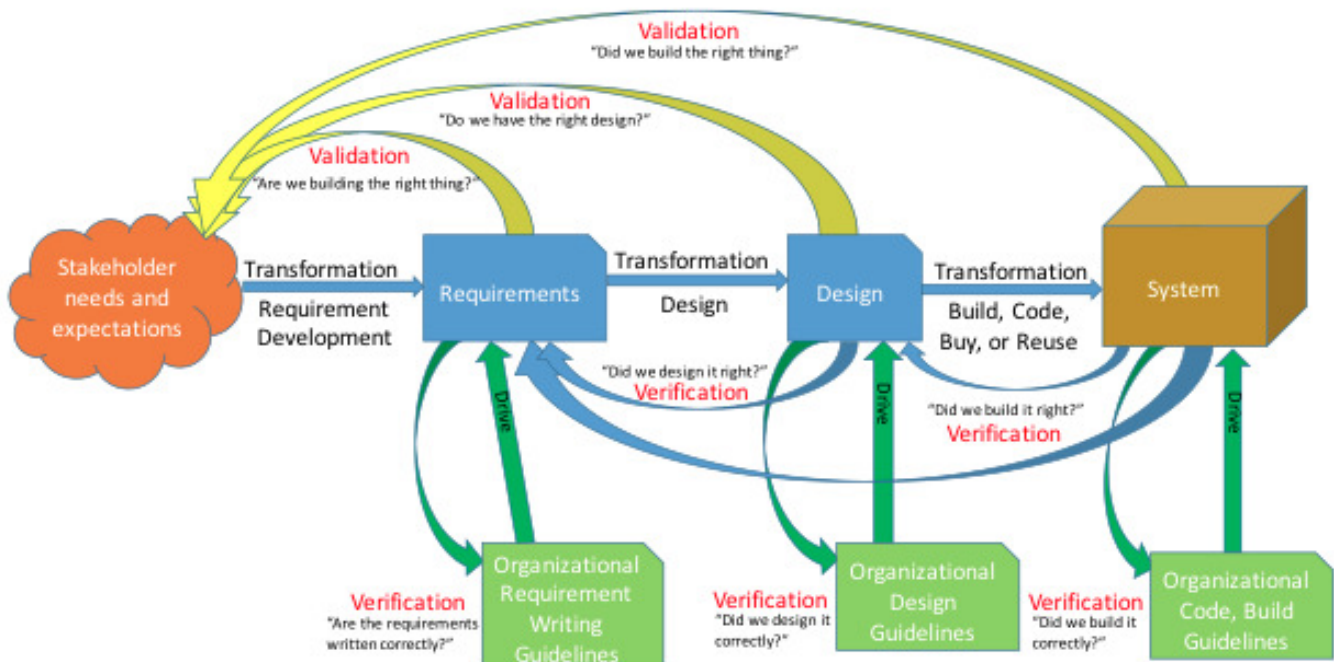 Validation
"Did we build the right thing?"
Validation
"Do we have the right design?"
Validation
"Are we building the right thing?"
Stakeholder
needs and
expectations
Transformation
Requirement
Development
Requirements
Transformation
Design
Design
Transformation
Build, Code,
Buy, or Reuse
System
"Did we design it right?"
Verification
"Did we build it right?"
Verification
Drive
Drive
Drive
Verification
"Are the requirements
written correctly?"
Organizational
Requirement
Writing
Guidelines
Verification
"Did we design it
correctly?"
Organizational
Design
Guidelines
Verification
"Did we build it
correctly?"
Organizational
Code, Build
Guidelines